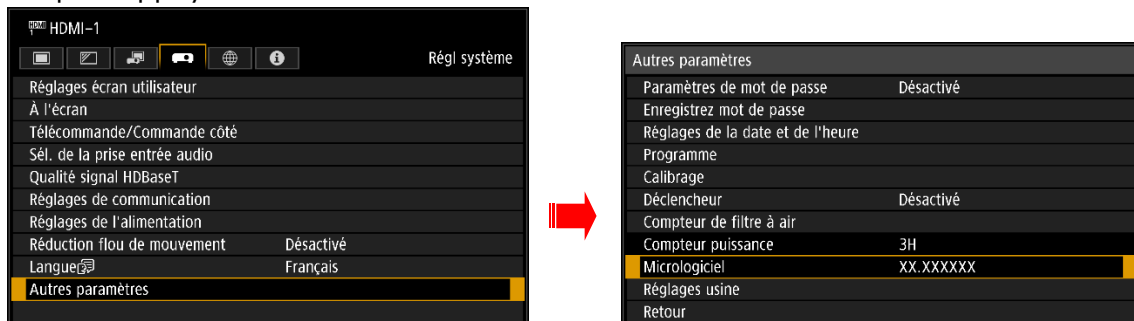 HDMI 1 HDMI-1
Régl système
Réglages écran utilisateur
À l'écran
Télécommande/Commande côté
Sél. de la prise entrée audio
Qualité signal HDBaseT
Réglages de communication
Réglages de l'alimentation
Réduction flou de mouvement Désactivé
Langue Français
Autres paramètres
Autres paramètres
Paramètres de mot de passe Désactivé
Enregistrez mot de passe
Réglages de la date et de l'heure
Programme
Calibrage
Déclencheur Désactivé
Compteur de filtre à air
Compteur puissance 3H
Micrologiciel XX.XXXXXX
Réglages usine
Retour